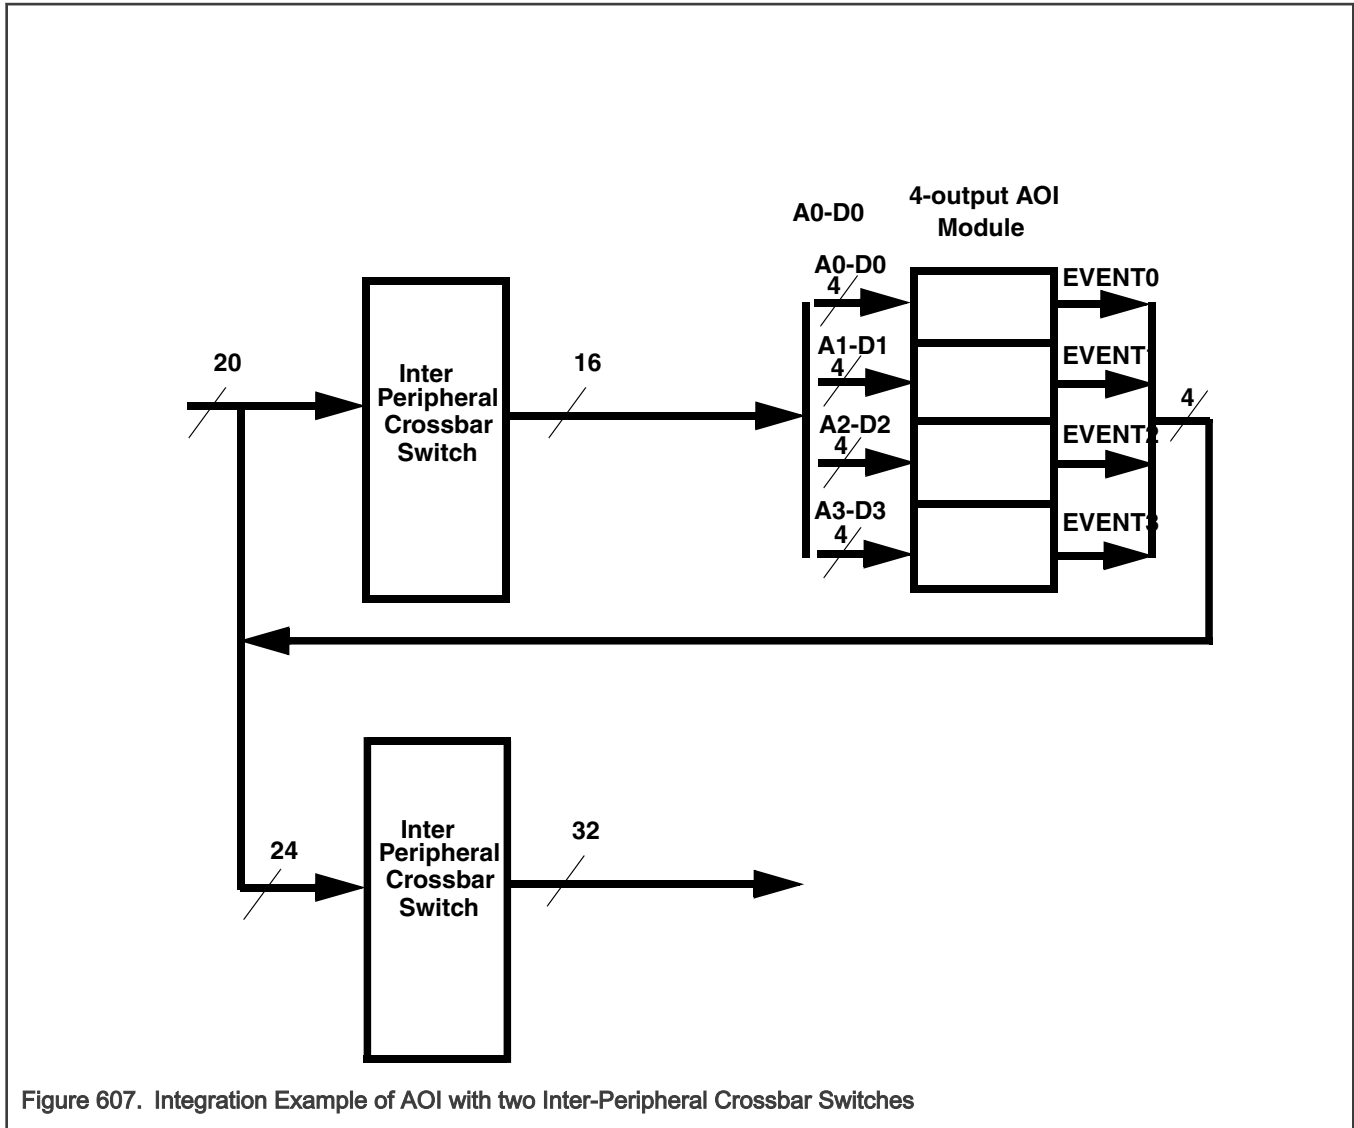 4-output AOI
Module
A0-D0
A0-D0
4
EVENT0
A1-D1
4
EVENT1
20
Inter
Peripheral
Crossbar
Switch
16
A2-D2
4
EVENT2
4
A3-D3
4
EVENT3
24
Inter
Peripheral
Crossbar
Switch
32
Figure 607. Integration Example of AOI with two Inter-Peripheral Crossbar Switches